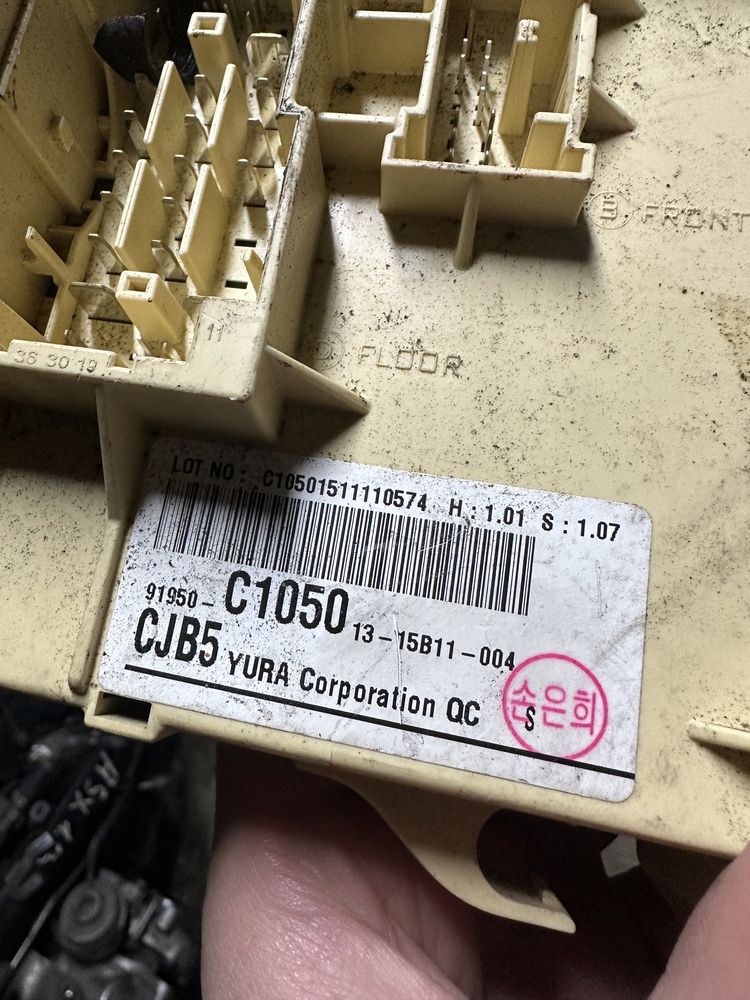 B FRONT
11
36 30 19
D FLOOR
LOT NO : C10501511110574 H : 1.01 S : 1.07
91950- C1050 13-15B11-004
CJB5 YURA Corporation QC
손은희
S